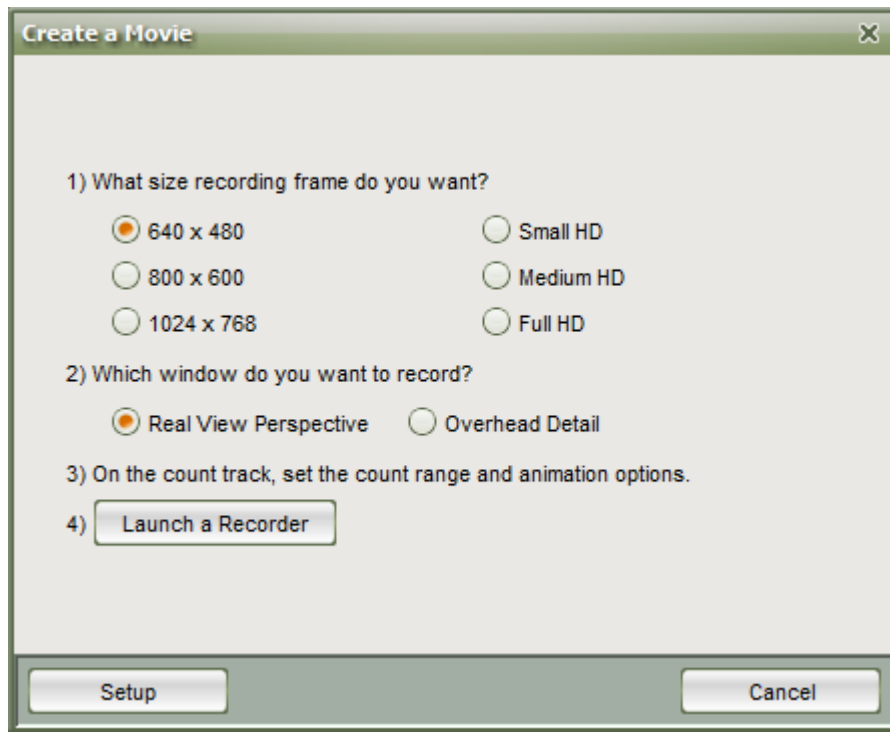 Create a Movie
1) What size recording frame do you want?
640 x 480
Small HD
800 x 600
Medium HD
1024 x 768
Full HD
2) Which window do you want to record?
Real View Perspective
Overhead Detail
3) On the count track, set the count range and animation options.
4) Launch a Recorder
Setup
Cancel